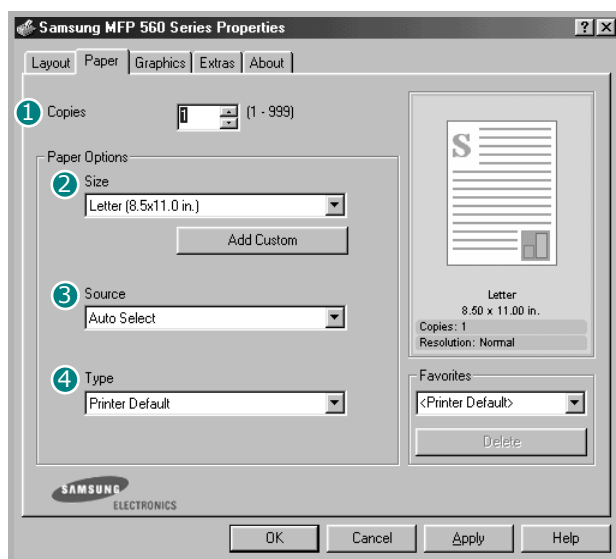 Samsung MFP 560 Series Properties
Layout Paper Graphics Extras About
1 Copies 1 (1 - 999)
Paper Options
2 Size
Letter (8.5x11.0 in.)
Add Custom
3 Source
Auto Select
4 Type
Printer Default
S
Letter
8.50 x 11.00 in.
Copies: 1
Resolution: Normal
Favorites
<Printer Default>
Delete
SAMSUNG
ELECTRONICS
OK Cancel Apply Help